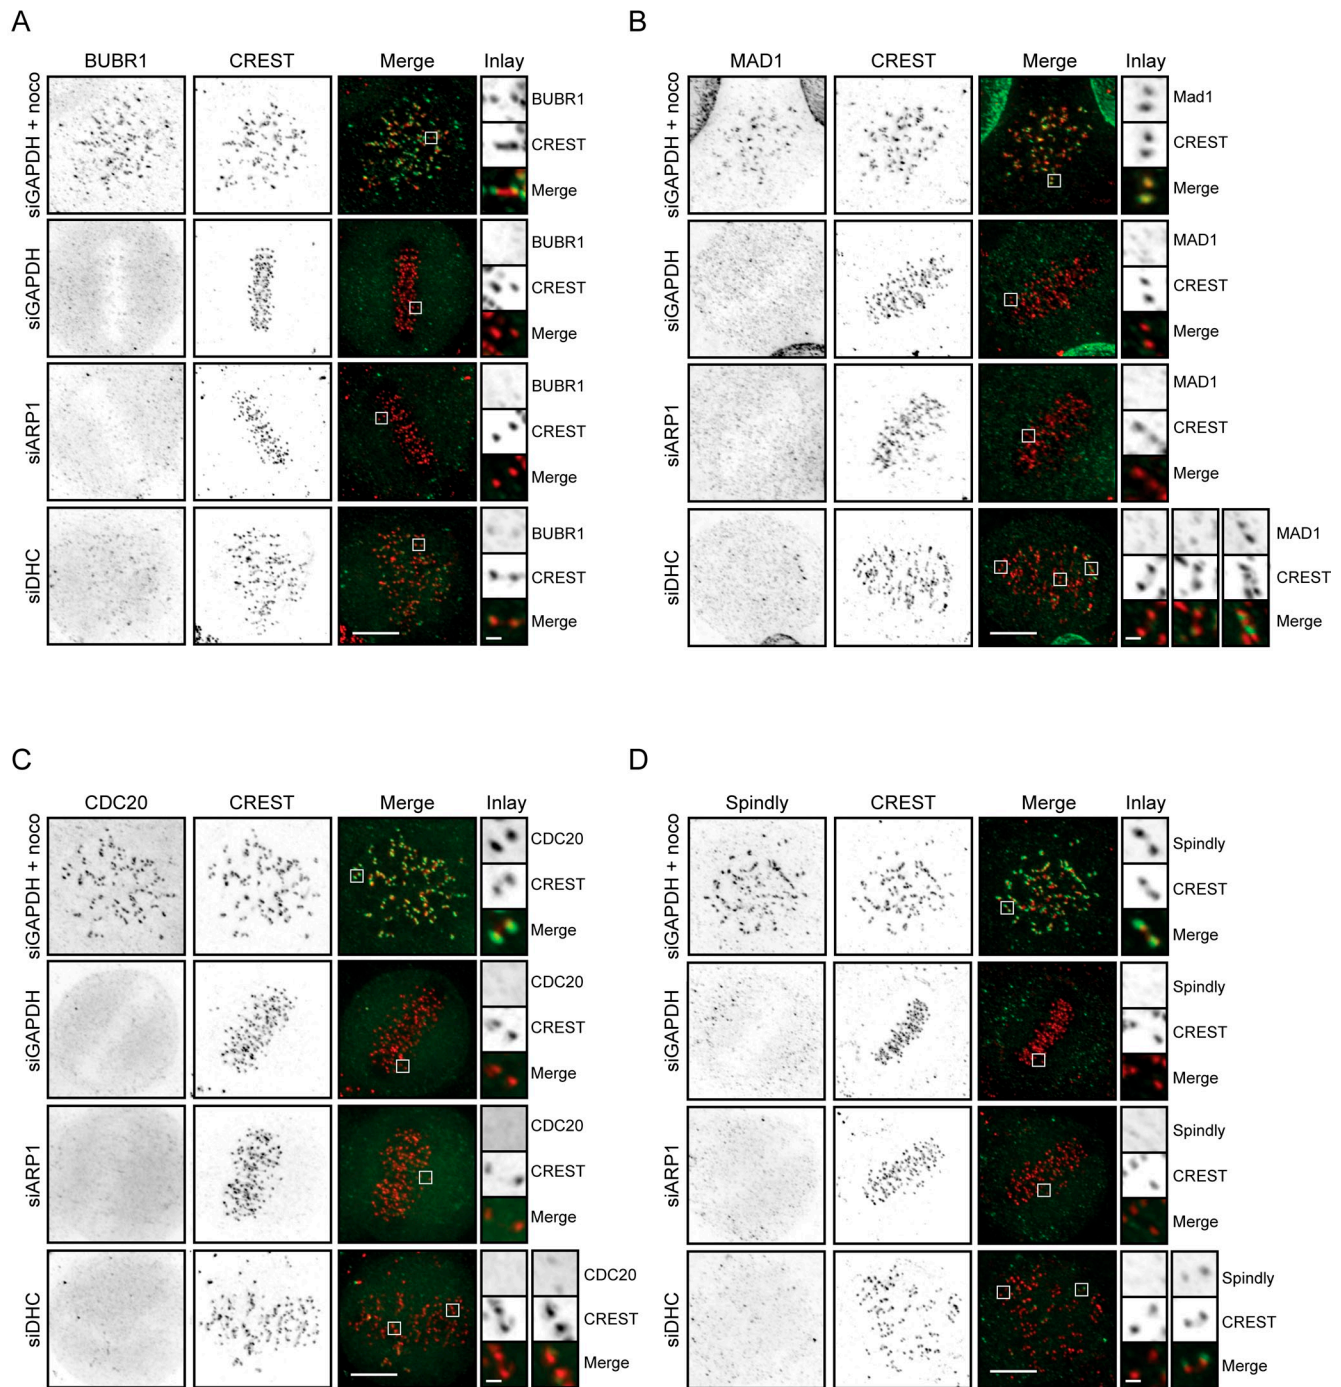 A
BUBR1 CREST Merge Inlay
siGAPDH + noco
BUBR1
CREST
Merge
siGAPDH
BUBR1
CREST
Merge
siARP1
BUBR1
CREST
Merge
siDHC
BUBR1
CREST
Merge
B
MAD1 CREST Merge Inlay
siGAPDH + noco
Mad1
CREST
Merge
siGAPDH
MAD1
CREST
Merge
siARP1
MAD1
CREST
Merge
siDHC
MAD1
CREST
Merge
C
CDC20 CREST Merge Inlay
siGAPDH + noco
CDC20
CREST
Merge
siGAPDH
CDC20
CREST
Merge
siARP1
CDC20
CREST
Merge
siDHC
CDC20
CREST
Merge
D
Spindly CREST Merge Inlay
siGAPDH + noco
Spindly
CREST
Merge
siGAPDH
Spindly
CREST
Merge
siARP1
Spindly
CREST
Merge
siDHC
Spindly
CREST
Merge